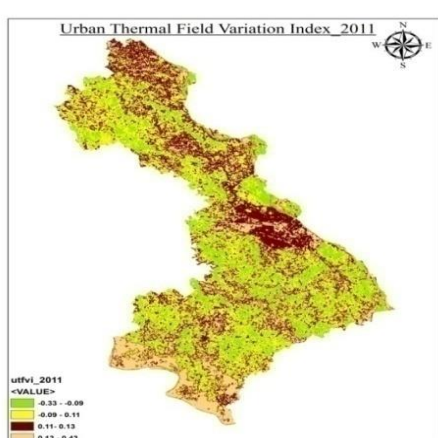 Urban Thermal Field Variation Index_2011
N
W E
S
utfvi_2011
<VALUE>
-0.33 - -0.09
-0.09 - 0.11
0.11- 0.13